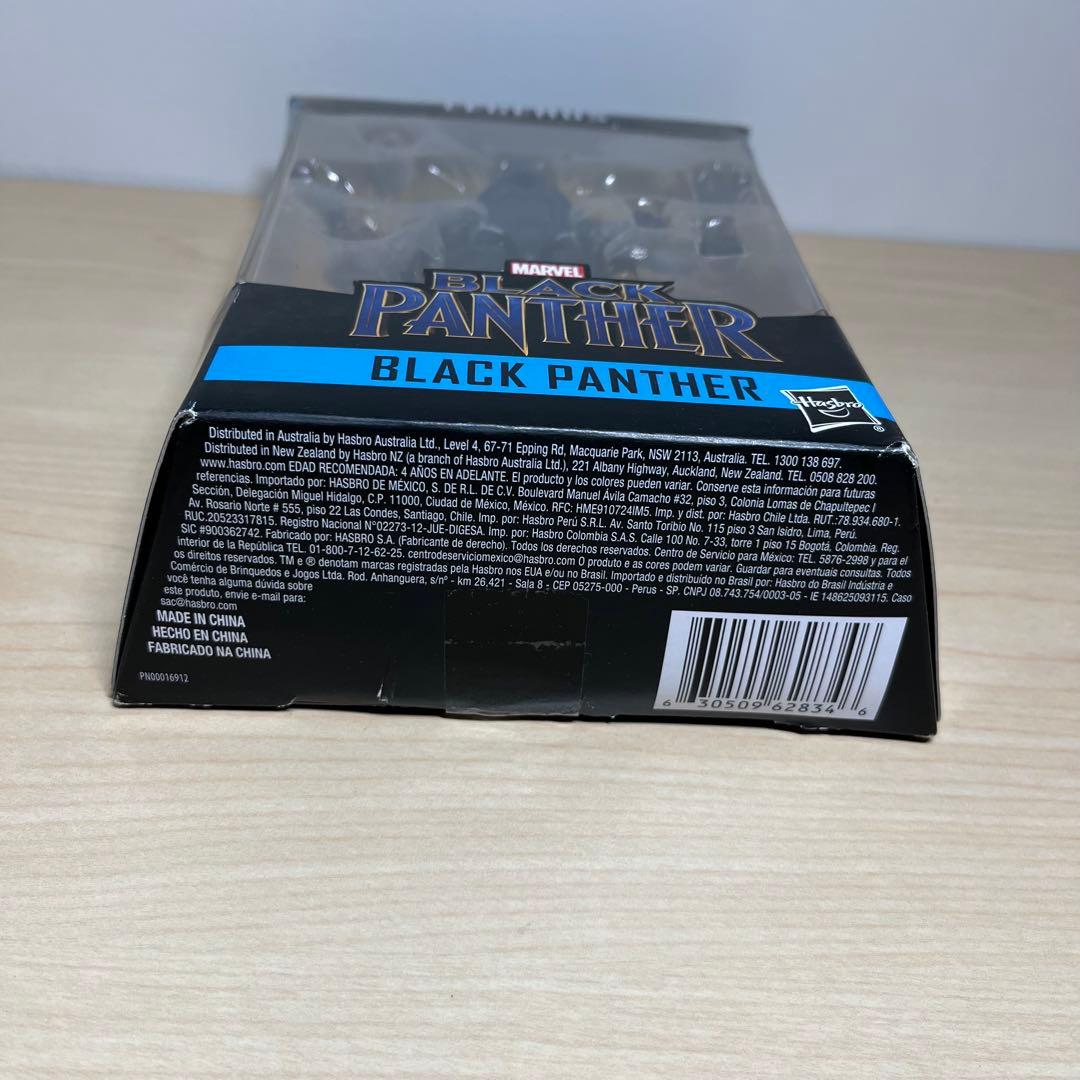 MARVEL
BLACK
PANTHER
BLACK PANTHER
Hasbro
®
Distributed in Australia by Hasbro Australia Ltd., Level 4, 67-71 Epping Rd, Macquarie Park, NSW 2113, Australia. TEL. 1300 138 697.
Distributed in New Zealand by Hasbro NZ (a branch of Hasbro Australia Ltd.), 221 Albany Highway, Auckland, New Zealand. TEL. 0508 828 200.
www.hasbro.com EDAD RECOMENDADA: 4 AÑOS EN ADELANTE. El producto y los colores pueden variar. Conserve esta información para futuras
referencias. Importado por: HASBRO DE MÉXICO, S. DE R.L. DE C.V. Boulevard Manuel Ávila Camacho #32, piso 3, Colonia Lomas de Chapultepec I
Sección, Delegación Miguel Hidalgo, C.P. 11000, Ciudad de México, México. RFC: HME910724IM5. Imp. y dist. por: Hasbro Chile Ltda. RUT.:78.934.680-1.
Av. Rosario Norte # 555, piso 22 Las Condes, Santiago, Chile. Imp. por: Hasbro Perú S.R.L. Av. Santo Toribio No. 115 piso 3 San Isidro, Lima, Perú.
RUC.20523317815. Registro Nacional N°02273-12-JUE-DIGESA. Imp. por: Hasbro Colombia S.A.S. Calle 100 No. 7-33, torre 1 piso 15 Bogotá. Colombia. Reg.
SIC #900362742. Fabricado por: HASBRO S.A. (Fabricante de derecho). Todos los derechos reservados. Centro de Servicio para México: TEL. 5876-2998 y para el
interior de la República TEL. 01-800-7-12-62-25. centrodeserviciomexico@hasbro.com O produto e as cores podem variar. Guardar para eventuais consultas. Todos
os direitos reservados. TM e ® denotam marcas registradas pela Hasbro nos EUA e/ou no Brasil. Importado e distribuído no Brasil por: Hasbro do Brasil Indústria e
Comércio de Brinquedos e Jogos Ltda. Rod. Anhanguera, s/nº - km 26,421 - Sala 8 - CEP 05275-000 - Perus - SP. CNPJ 08.743.754/0003-05 - IE 148625093115. Caso
você tenha alguma dúvida sobre
este produto, envie e-mail para:
sac@hasbro.com
MADE IN CHINA
HECHO EN CHINA
FABRICADO NA CHINA
PN00016912
6 30509 62834 6